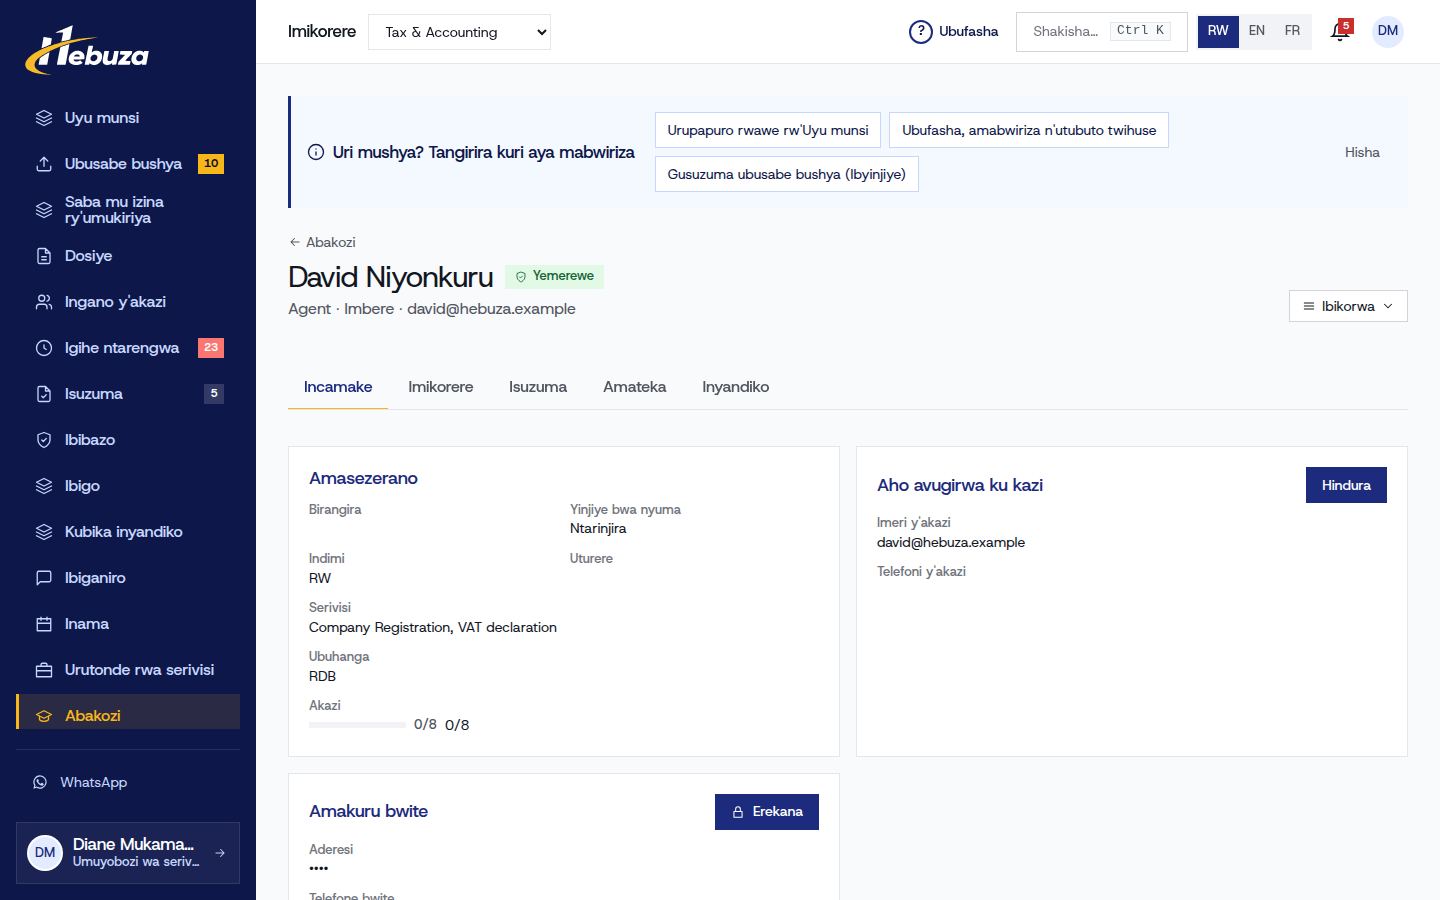 Hebuza
Uyu munsi
Ubusabe bushya 10
Saba mu izina
ry'umukiriya
Dosiye
Ingano y'akazi
Igihe ntarengwa 23
Isuzuma 5
Ibibazo
Ibigo
Kubika inyandiko
Ibiganiro
Inama
Urutonde rwa serivisi
Abakozi
WhatsApp
DM Diane Mukama...
Umuyobozi wa seriv...
Imikorere Tax & Accounting ? Ubufasha Shakisha... Ctrl K RW EN FR 5 DM
Uri mushya? Tangirira kuri aya mabwiriza
Urupapuro rwawe rw'Uyu munsi
Ubufasha, amabwiriza n'utubuto twihuse
Gusuzuma ubusabe bushya (Ibyinjiye)
Hisha
Abakozi
David Niyonkuru Yemerewe
Agent · Imbere · david@hebuza.example
Ibikorwa
Incamake Imikorere Isuzuma Amateka Inyandiko
Amasezerano
Birangira Yinjiye bwa nyuma
Ntarinjira
Indimi Uturere
RW
Serivisi
Company Registration, VAT declaration
Ubuhanga
RDB
Akazi
0/8 0/8
Aho avugirwa ku kazi Hindura
Imeri y'akazi
david@hebuza.example
Telefoni y'akazi
Amakuru bwite Erekana
Aderesi
••••
Telefone bwite